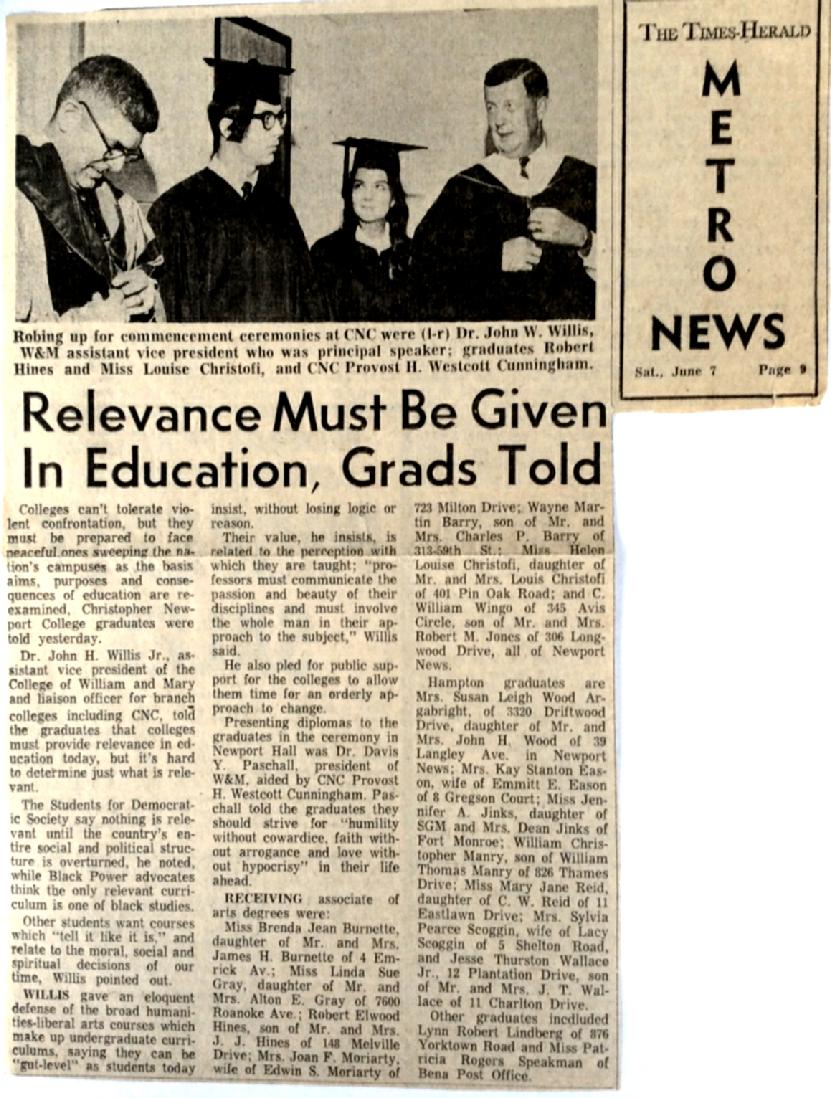 Robing up for commencement ceremonies at CNC were (l-r) Dr. John W. Willis,
W&M assistant vice president who was principal speaker; graduates Robert
Hines and Miss Louise Christofi, and CNC Provost H. Westcott Cunningham.
THE TIMES-HERALD
METRO
NEWS
Sat., June 7 Page 9
Relevance Must Be Given
In Education, Grads Told
Colleges can't tolerate vio-
lent confrontation, but they
must be prepared to face
peaceful ones sweeping the na-
tion's campuses as the basis
aims, purposes and conse-
quences of education are re-
examined, Christopher New-
port College graduates were
told yesterday.
Dr. John H. Willis Jr., as-
sistant vice president of the
College of William and Mary
and liaison officer for branch
colleges including CNC, told
the graduates that colleges
must provide relevance in ed-
ucation today, but it's hard
to determine just what is rele-
vant.
The Students for Democrat-
ic Society say nothing is rele-
vant until the country's en-
tire social and political struc-
ture is overturned, he noted,
while Black Power advocates
think the only relevant curri-
culum is one of black studies.
Other students want courses
which "tell it like it is," and
relate to the moral, social and
spiritual decisions of our
time, Willis pointed out.
WILLIS gave an eloquent
defense of the broad humani-
ties-liberal arts courses which
make up undergraduate curri-
culums, saying they can be
"gut-level" as students today
insist, without losing logic or
reason.
Their value, he insists, is
related to the perception with
which they are taught; "pro-
fessors must communicate the
passion and beauty of their
disciplines and must involve
the whole man in their ap-
proach to the subject," Willis
said.
He also pled for public sup-
port for the colleges to allow
them time for an orderly ap-
proach to change.
Presenting diplomas to the
graduates in the ceremony in
Newport Hall was Dr. Davis
Y. Paschall, president of
W&M, aided by CNC Provost
H. Westcott Cunningham. Pas-
chall told the graduates they
should strive for "humility
without cowardice, faith with-
out arrogance and love with-
out hypocrisy" in their life
ahead.
RECEIVING associate of
arts degrees were:
Miss Brenda Jean Burnette,
daughter of Mr. and Mrs.
James H. Burnette of 4 Em-
rick Av.; Miss Linda Sue
Gray, daughter of Mr. and
Mrs. Alton E. Gray of 7600
Roanoke Ave.; Robert Elwood
Hines, son of Mr. and Mrs.
J. J. Hines of 148 Melville
Drive; Mrs. Joan F. Moriarty,
wife of Edwin S. Moriarty of
723 Milton Drive; Wayne Mar-
tin Barry, son of Mr. and
Mrs. Charles P. Barry of
313-59th St.; Miss Helen
Louise Christofi, daughter of
Mr. and Mrs. Louis Christofi
of 401 Pin Oak Road; and C.
William Wingo of 345 Avis
Circle, son of Mr. and Mrs.
Robert M. Jones of 306 Long-
wood Drive, all of Newport
News.
Hampton graduates are
Mrs. Susan Leigh Wood Ar-
gabright, of 3320 Driftwood
Drive, daughter of Mr. and
Mrs. John H. Wood of 39
Langley Ave. in Newport
News; Mrs. Kay Stanton Eas-
on, wife of Emmitt E. Eason
of 8 Gregson Court; Miss Jen-
nifer A. Jinks, daughter of
SGM and Mrs. Dean Jinks of
Fort Monroe; William Chris-
topher Manry, son of William
Thomas Manry of 826 Thames
Drive; Miss Mary Jane Reid,
daughter of C. W. Reid of 11
Eastlawn Drive; Mrs. Sylvia
Pearce Scoggin, wife of Lacy
Scoggin of 5 Shelton Road,
and Jesse Thurston Wallace
Jr., 12 Plantation Drive, son
of Mr. and Mrs. J. T. Wal-
lace of 11 Charlton Drive.
Other graduates inedluded
Lynn Robert Lindberg of 876
Yorktown Road and Miss Pat-
ricia Rogers Speakman of
Bena Post Office.